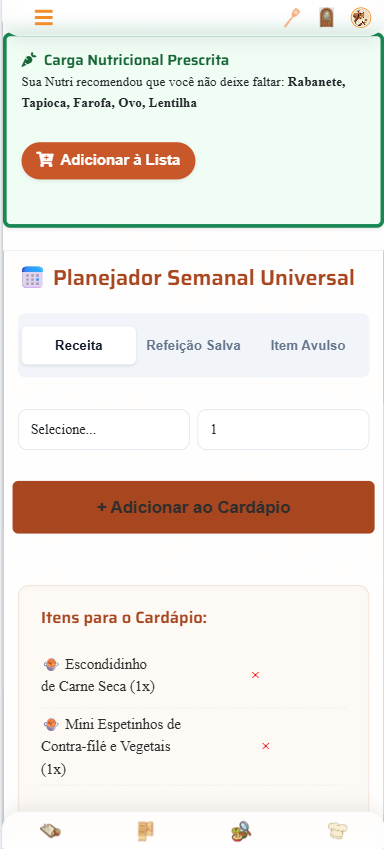 Carga Nutricional Prescrita
Sua Nutri recomendou que você não deixe faltar: Rabanete,
Tapioca, Farofa, Ovo, Lentilha
Adicionar à Lista
Planejador Semanal Universal
Receita
Refeição Salva
Item Avulso
Selecione...
1
+ Adicionar ao Cardápio
Itens para o Cardápio:
Escondidinho
de Carne Seca (1x)
×
Mini Espetinhos de
Contra-filé e Vegetais
(1x)
×